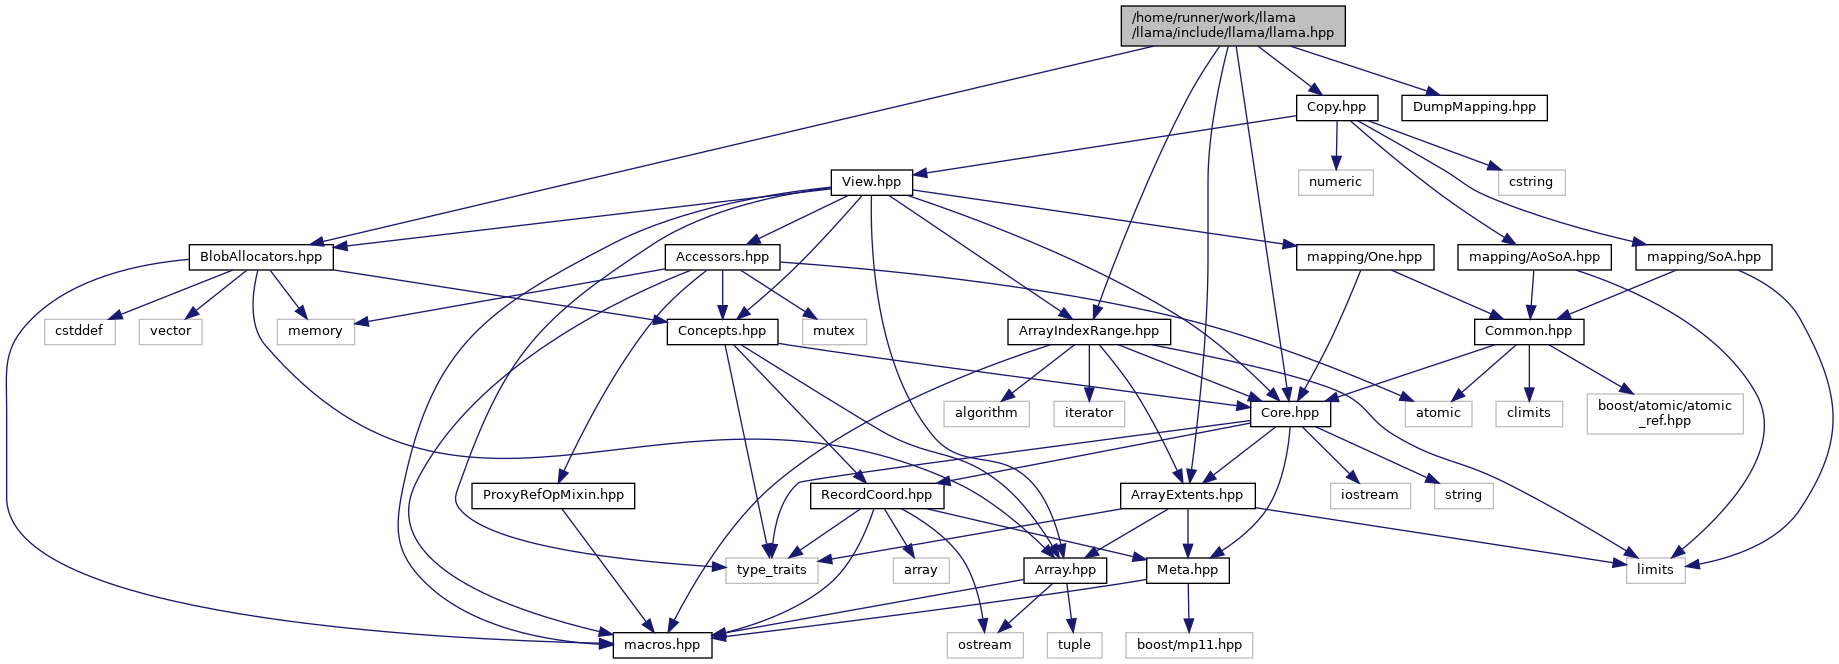 /home/runner/work/llama
/llama/include/llama/llama.hpp
Copy.hpp
DumpMapping.hpp
View.hpp
numeric
cstring
BlobAllocators.hpp
Accessors.hpp
mapping/One.hpp
mapping/AoSoA.hpp
mapping/SoA.hpp
cstddef
vector
memory
Concepts.hpp
mutex
ArrayIndexRange.hpp
Common.hpp
algorithm
iterator
Core.hpp
atomic
climits
boost/atomic/atomic
_ref.hpp
ProxyRefOpMixin.hpp
RecordCoord.hpp
ArrayExtents.hpp
iostream
string
type_traits
array
Array.hpp
Meta.hpp
limits
macros.hpp
ostream
tuple
boost/mp11.hpp